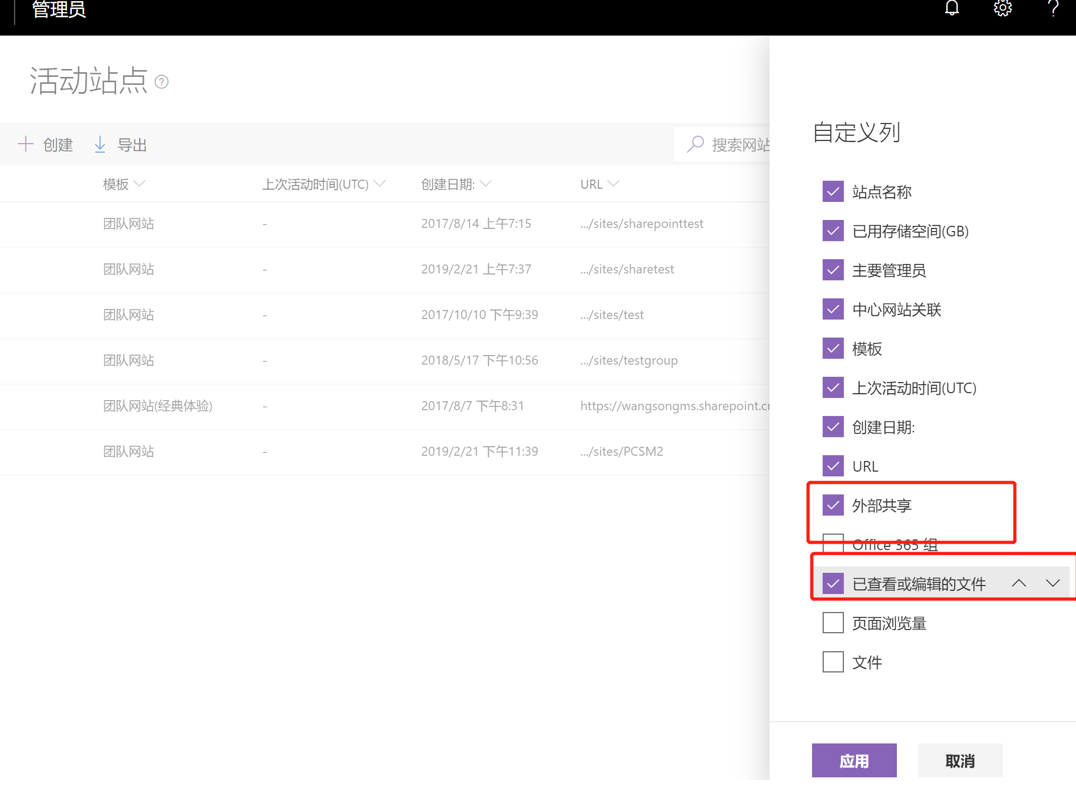 管理员
活动站点
创建 导出 搜索网站
模板 上次活动时间(UTC) 创建日期: URL
团队网站 - 2017/8/14 上午7:15 .../sites/sharepointtest
团队网站 - 2019/2/21 上午7:37 .../sites/sharetest
团队网站 - 2017/10/10 下午9:39 .../sites/test
团队网站 - 2018/5/17 下午10:56 .../sites/testgroup
团队网站(经典体验) - 2017/8/7 下午8:31 https://wangsongms.sharepoint.cn
团队网站 - 2019/2/21 下午11:39 .../sites/PCSM2
自定义列
站点名称
已用存储空间(GB)
主要管理员
中心网站关联
模板
上次活动时间(UTC)
创建日期:
URL
外部共享
Office 365 组
已查看或编辑的文件
页面浏览量
文件
应用 取消